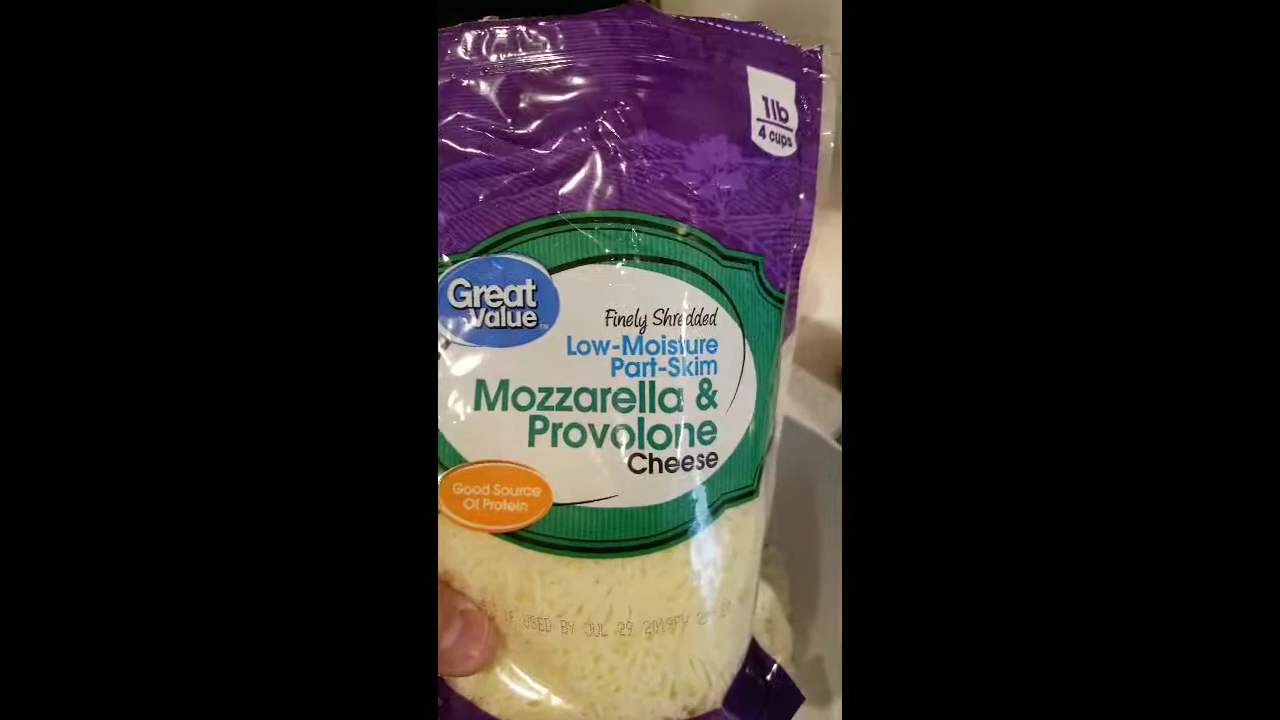 1lb
4 cups
Great
Value
Finely Shredded
Low-Moisture
Part-Skim
Mozzarella &
Provolone
Cheese
Good Source
Of Protein
IF USED BY JUL 29 2019